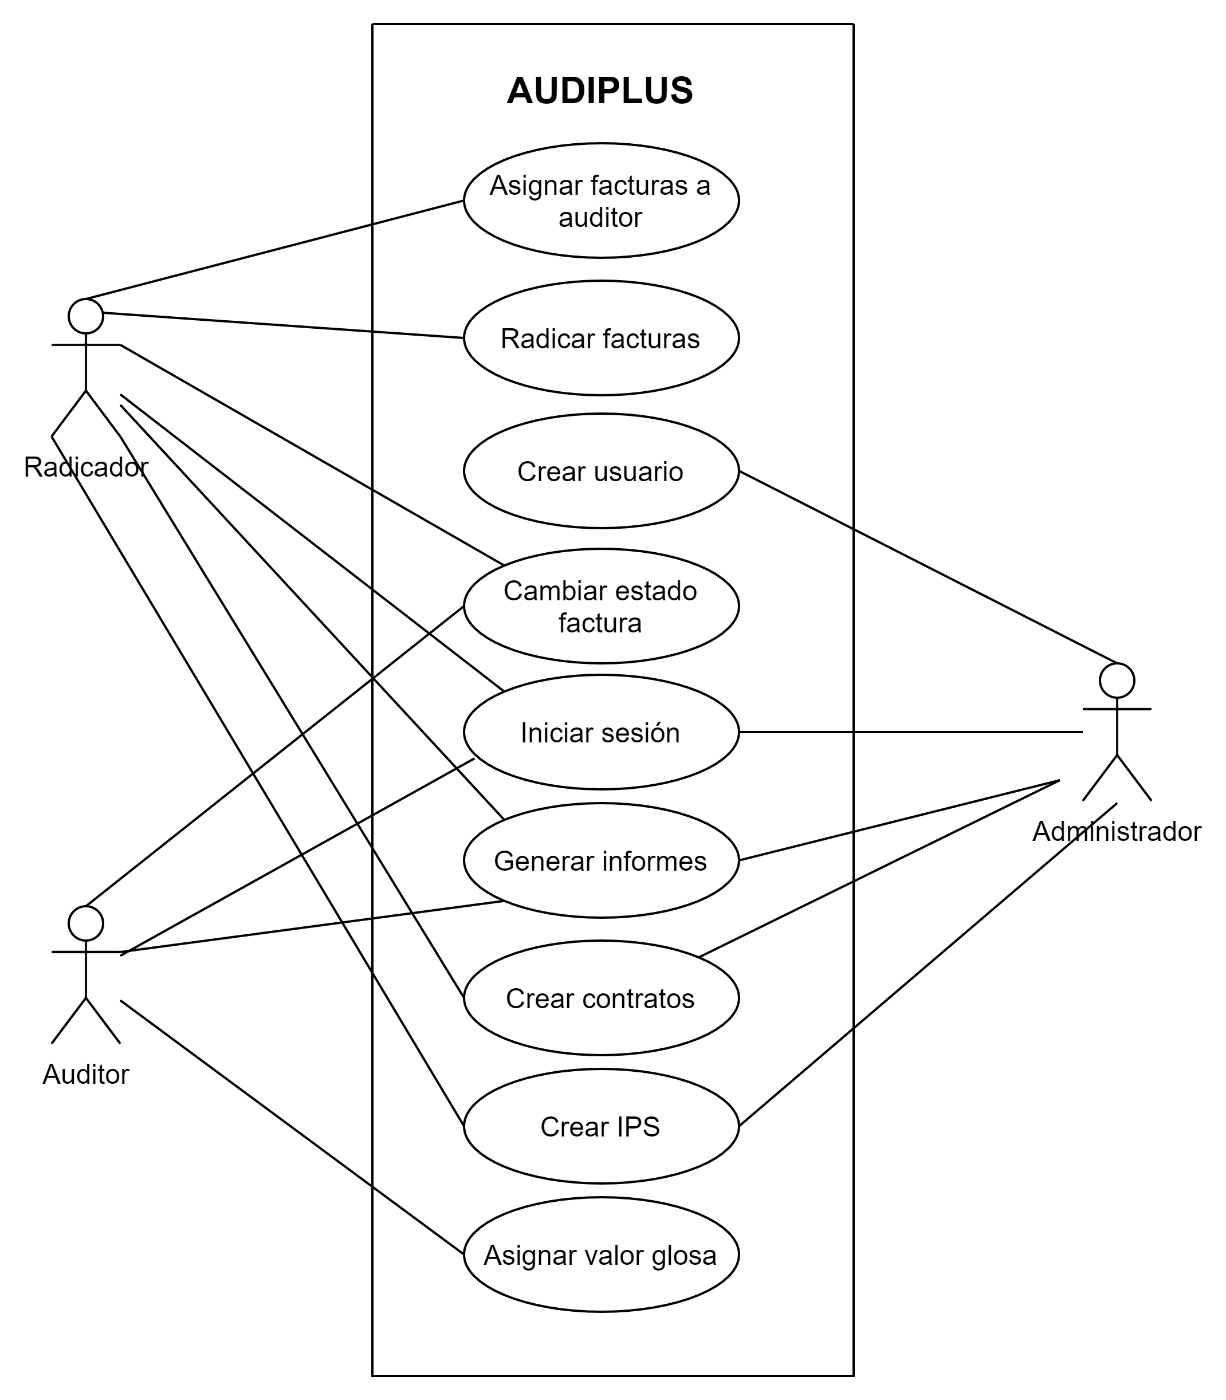 AUDIPLUS
Asignar facturas a
auditor
Radicar facturas
Radicador
Crear usuario
Cambiar estado
factura
Iniciar sesión
Administrador
Generar informes
Crear contratos
Auditor
Crear IPS
Asignar valor glosa